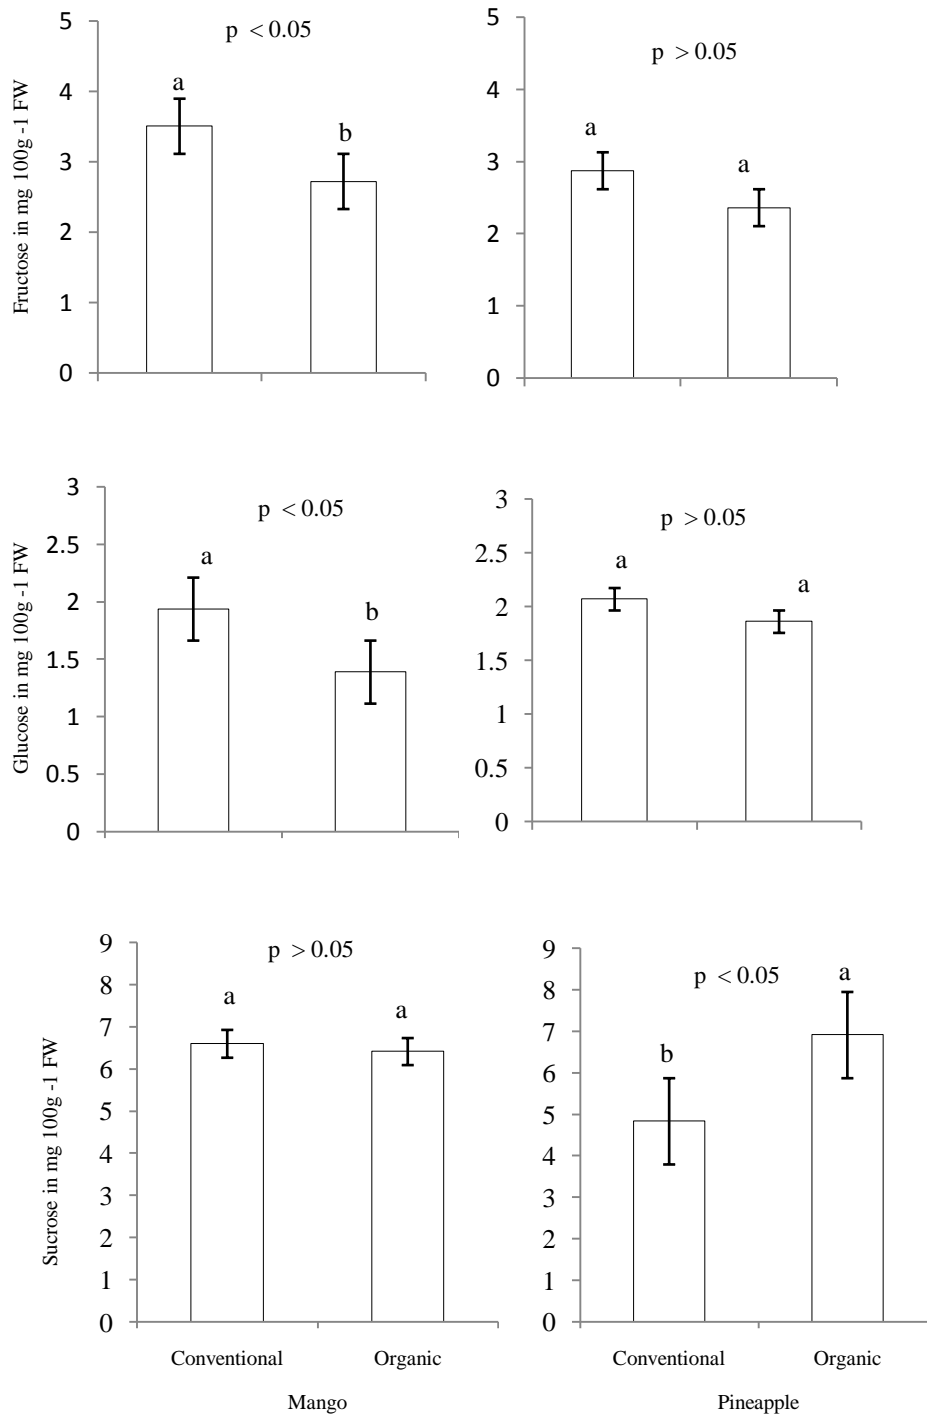 Fructose in mg 100g -1 FW
5
4
3
2
1
0
p < 0.05
a
b
5
4
3
2
1
0
p > 0.05
a
a
Glucose in mg 100g -1 FW
3
2.5
2
1.5
1
0.5
0
p < 0.05
a
b
3
2.5
2
1.5
1
0.5
0
p > 0.05
a
a
Sucrose in mg 100g -1 FW
9
8
7
6
5
4
3
2
1
0
p > 0.05
a
a
Conventional
Organic
Mango
9
8
7
6
5
4
3
2
1
0
p < 0.05
b
a
Conventional
Organic
Pineapple